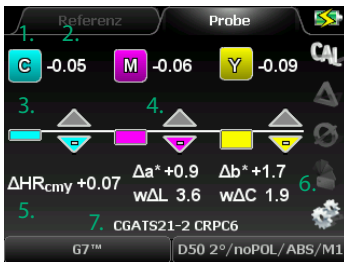 Referenz Probe
1. 2.
C -0.05 M -0.06 Y -0.09 CAL
3. 4.
ΔHRcmy +0.07 Δa* +0.9 Δb* +1.7
wΔL 3.6 wΔC 1.9 6.
5.
7. CGATS21-2 CRPC6
G7™ D50 2°/noPOL/ABS/M1